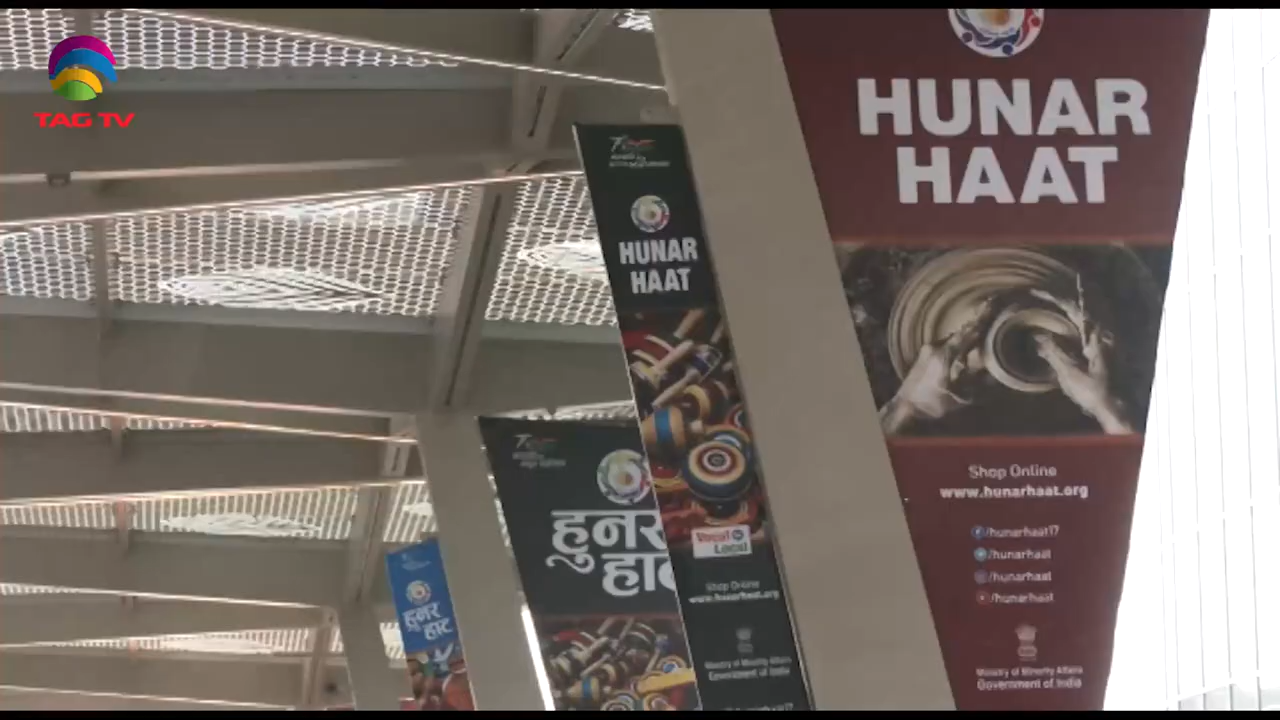 TAG TV
HUNAR
HAAT
Shop Online
www.hunarhaat.org
/hunarhaat17
/hunarhaat
/hunarhaat
/hunarhaat
Ministry of Minority Affairs
Government of India
HUNAR
HAAT
Vocal
Local
Shop Online
www.hunarhaat.org
Ministry of Minority Affairs
Government of India
हुनर
हाट
हुनर
हाट